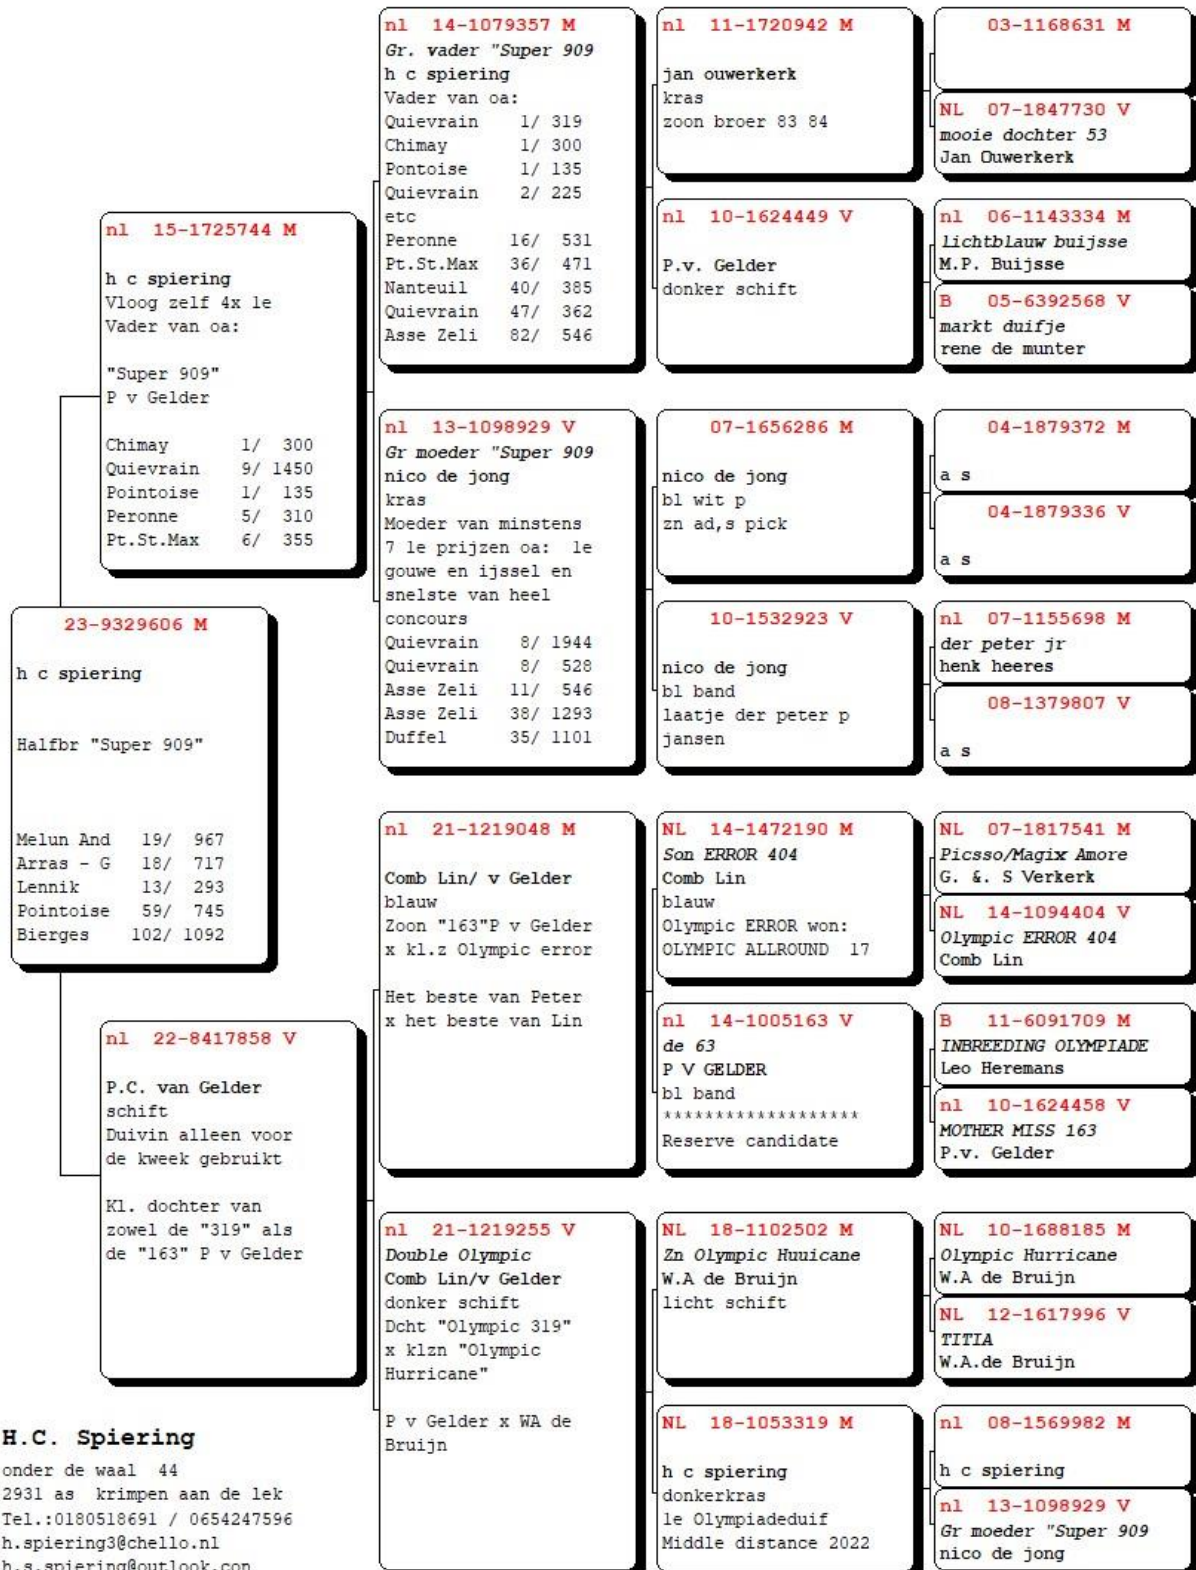 23-9329606 M
h c spiering
Halfbr "Super 909"
Melun And 19/ 967
Arras - G 18/ 717
Lennik 13/ 293
Pointoise 59/ 745
Bierges 102/ 1092
nl 15-1725744 M
h c spiering
Vloog zelf 4x 1e
Vader van oa:
"Super 909"
P v Gelder
Chimay 1/ 300
Quievrain 9/ 1450
Pointoise 1/ 135
Peronne 5/ 310
Pt.St.Max 6/ 355
nl 22-8417858 V
P.C. van Gelder
schift
Duivin alleen voor
de kweek gebruikt
Kl. dochter van
zowel de "319" als
de "163" P v Gelder
nl 14-1079357 M
Gr. vader "Super 909
h c spiering
Vader van oa:
Quievrain 1/ 319
Chimay 1/ 300
Pontoise 1/ 135
Quievrain 2/ 225
etc
Peronne 16/ 531
Pt.St.Max 36/ 471
Nanteuil 40/ 385
Quievrain 47/ 362
Asse Zeli 82/ 546
nl 13-1098929 V
Gr moeder "Super 909
nico de jong
kras
Moeder van minstens
7 1e prijzen oa: 1e
gouwe en ijssel en
snelste van heel
concours
Quievrain 8/ 1944
Quievrain 8/ 528
Asse Zeli 11/ 546
Asse Zeli 38/ 1293
Duffel 35/ 1101
nl 21-1219048 M
Comb Lin/ v Gelder
blauw
Zoon "163"P v Gelder
x kl.z Olympic error
Het beste van Peter
x het beste van Lin
nl 21-1219255 V
Double Olympic
Comb Lin/v Gelder
donker schift
Dcht "Olympic 319"
x klzn "Olympic
Hurricane"
P v Gelder x WA de
Bruijn
nl 11-1720942 M
jan ouwerkerk
kras
zoon broer 83 84
nl 10-1624449 V
P.v. Gelder
donker schift
07-1656286 M
nico de jong
bl wit p
zn ad,s pick
10-1532923 V
nico de jong
bl band
laatje der peter p
jansen
NL 14-1472190 M
Son ERROR 404
Comb Lin
blauw
Olympic ERROR won:
OLYMPIC ALLROUND 17
nl 14-1005163 V
de 63
P V GELDER
bl band
*******************
Reserve candidate
NL 18-1102502 M
Zn Olympic Huuicane
W.A de Bruijn
licht schift
NL 18-1053319 M
h c spiering
donkerkras
1e Olympiadeduif
Middle distance 2022
03-1168631 M
NL 07-1847730 V
mooie dochter 53
Jan Ouwerkerk
nl 06-1143334 M
lichtblauw buijsse
M.P. Buijsse
B 05-6392568 V
markt duifje
rene de munter
04-1879372 M
a s
04-1879336 V
a s
nl 07-1155698 M
der peter jr
henk heeres
08-1379807 V
a s
NL 07-1817541 M
Picsso/Magix Amore
G. &. S Verkerk
NL 14-1094404 V
Olympic ERROR 404
Comb Lin
B 11-6091709 M
INBREEDING OLYMPIADE
Leo Heremans
nl 10-1624458 V
MOTHER MISS 163
P.v. Gelder
NL 10-1688185 M
Olynpic Hurricane
W.A de Bruijn
NL 12-1617996 V
TITIA
W.A.de Bruijn
nl 08-1569982 M
h c spiering
nl 13-1098929 V
Gr moeder "Super 909
nico de jong
H.C. Spiering
onder de waal 44
2931 as krimpen aan de lek
Tel.:0180518691 / 0654247596
h.spiering3@chello.nl
h.s.spiering@outlook.con